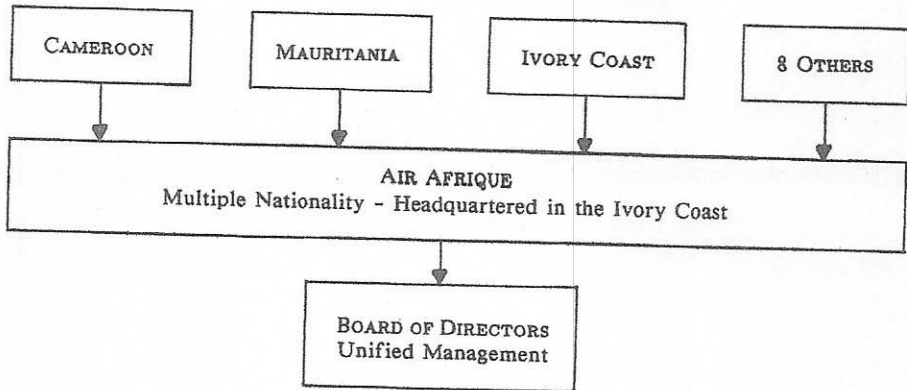 CAMEROON
MAURITANIA
IVORY COAST
8 OTHERS
AIR AFRIQUE
Multiple Nationality - Headquartered in the Ivory Coast
BOARD OF DIRECTORS
Unified Management